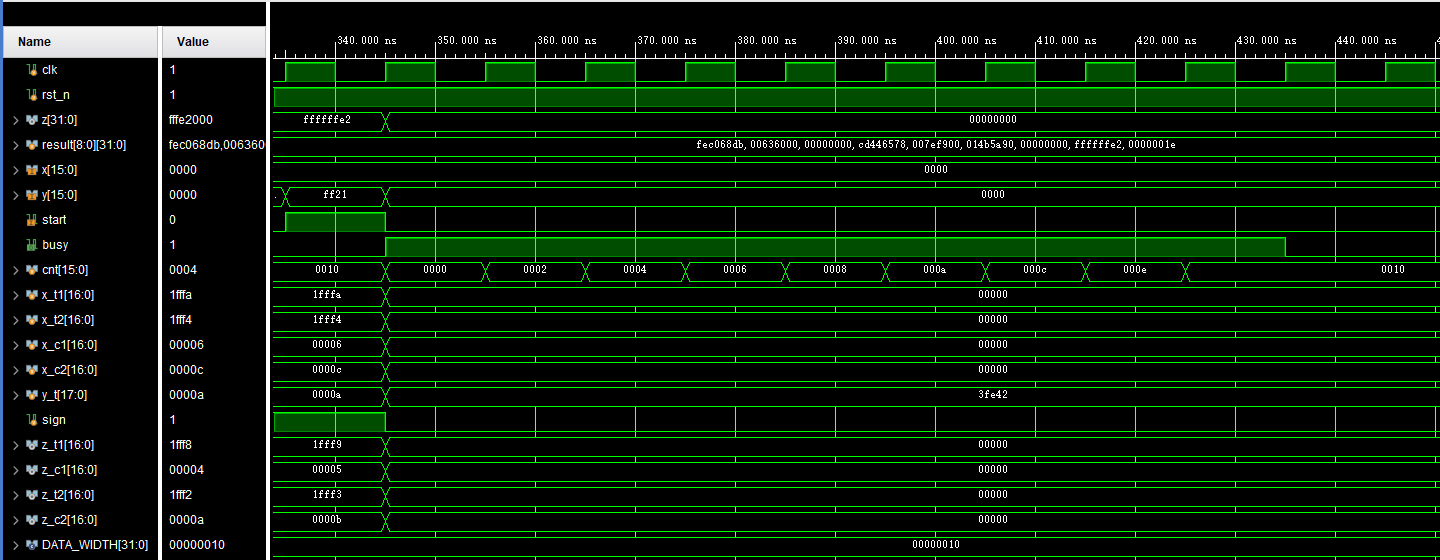 Name Value
340.000 ns 350.000 ns 360.000 ns 370.000 ns 380.000 ns 390.000 ns 400.000 ns 410.000 ns 420.000 ns 430.000 ns 440.000 ns
clk 1
rst_n 1
z[31:0] fffe2000 ffffffe2 00000000
result[8:0][31:0] fec068db,006360 fec068db, 00636000, 00000000, cd446578, 007ef900, 014b5a90, 00000000, ffffffe2, 0000001e
x[15:0] 0000 0000
y[15:0] 0000 ff21 0000
start 0
busy 1
cnt[15:0] 0004 0010 0000 0002 0004 0006 0008 000a 000c 000e 0010
x_t1[16:0] 1fffa 1fffa 00000
x_t2[16:0] 1fff4 1fff4 00000
x_c1[16:0] 00006 00006 00000
x_c2[16:0] 0000c 0000c 00000
y_t[17:0] 0000a 0000a 3fe42
sign 1
z_t1[16:0] 1fff8 1fff9 00000
z_c1[16:0] 00004 00005 00000
z_t2[16:0] 1fff2 1fff3 00000
z_c2[16:0] 0000a 0000b 00000
DATA_WIDTH[31:0] 00000010 00000010